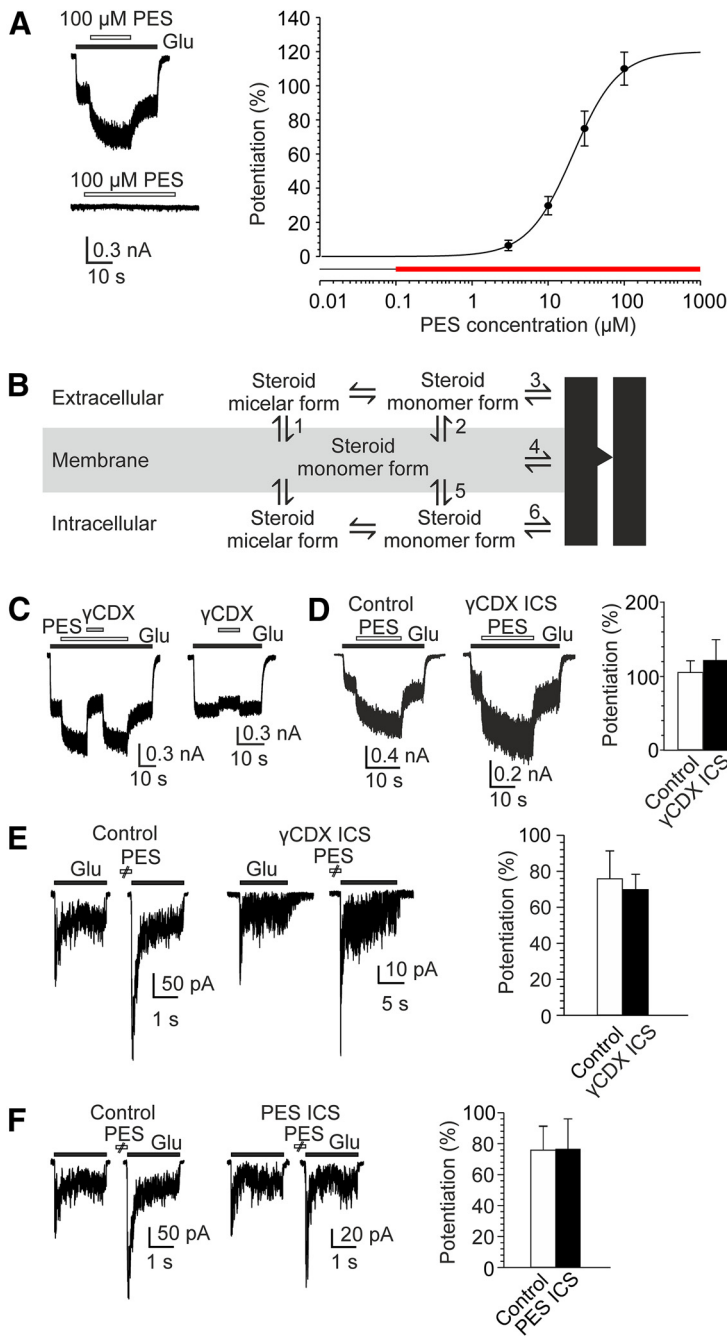 A
100 µM PES
Glu
100 µM PES
0.3 nA
10 s
Potentiation (%)
140
120
100
80
60
40
20
0
0.01 0.1 1 10 100 1000
PES concentration (µM)
B
Extracellular
Membrane
Intracellular
Steroid
micelar form
Steroid
monomer form
3
1
2
Steroid
monomer form
4
5
Steroid
micelar form
Steroid
monomer form
6
C
γCDX
PES
Glu
0.3 nA
10 s
γCDX
Glu
0.3 nA
10 s
D
Control
PES
Glu
0.4 nA
10 s
γCDX ICS
PES
Glu
0.2 nA
10 s
Potentiation (%)
200
100
0
Control
γCDX ICS
E
Control
PES
Glu
50 pA
1 s
γCDX ICS
PES
Glu
10 pA
5 s
Potentiation (%)
100
80
60
40
20
0
Control
γCDX ICS
F
Control
PES
Glu
50 pA
1 s
PES ICS
PES
Glu
20 pA
1 s
Potentiation (%)
100
80
60
40
20
0
Control
PES ICS